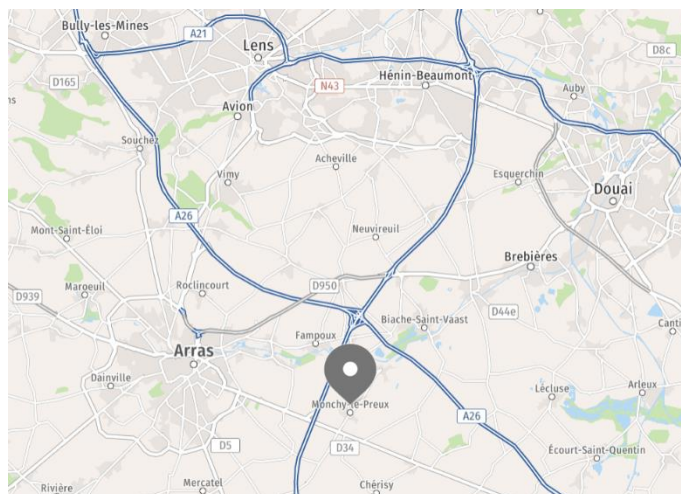 Bully-les-Mines
A21
Lens
D8c
Hénin-Beaumont
D165
N43
Auby
Avion
Souchez
Acheville
Vimy
Esquerchin
Douai
A26
Mont-Saint-Éloi
Neuvireuil
Brebières
D939
Maroeuil
Roclincourt
D950
D44e
Biache-Saint-Vaast
Canti
Fampoux
Arras
Dainville
Monchy-le-Preux
Lécluse
Arleux
A26
D5
D34
Écourt-Saint-Quentin
Rivière
Mercatel
Chérisy